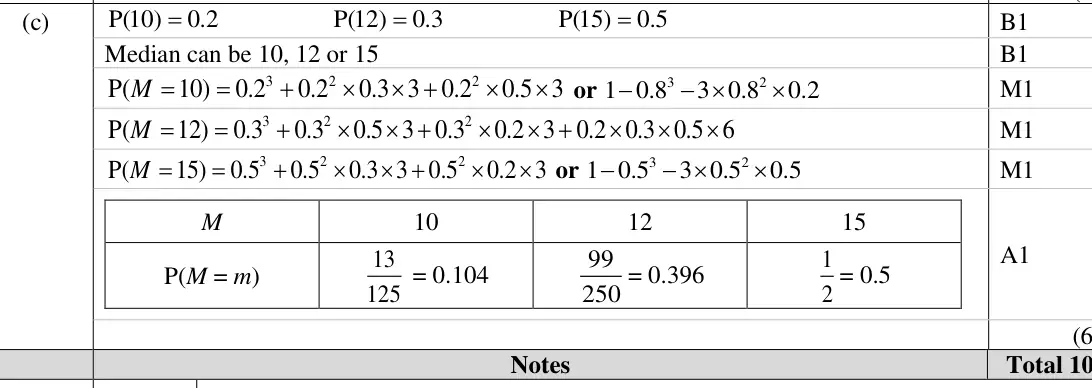 (c) P(10) = 0.2 P(12) = 0.3 P(15) = 0.5 B1
Median can be 10, 12 or 15 B1
P(M = 10) = 0.2³ + 0.2² × 0.3 × 3 + 0.2² × 0.5 × 3 or 1 − 0.8³ − 3 × 0.8² × 0.2 M1
P(M = 12) = 0.3³ + 0.3² × 0.5 × 3 + 0.3² × 0.2 × 3 + 0.2 × 0.3 × 0.5 × 6 M1
P(M = 15) = 0.5³ + 0.5² × 0.3 × 3 + 0.5² × 0.2 × 3 or 1 − 0.5³ − 3 × 0.5² × 0.5 M1
M 10 12 15
P(M = m) 13/125 = 0.104 99/250 = 0.396 1/2 = 0.5 A1
(6
Notes Total 10